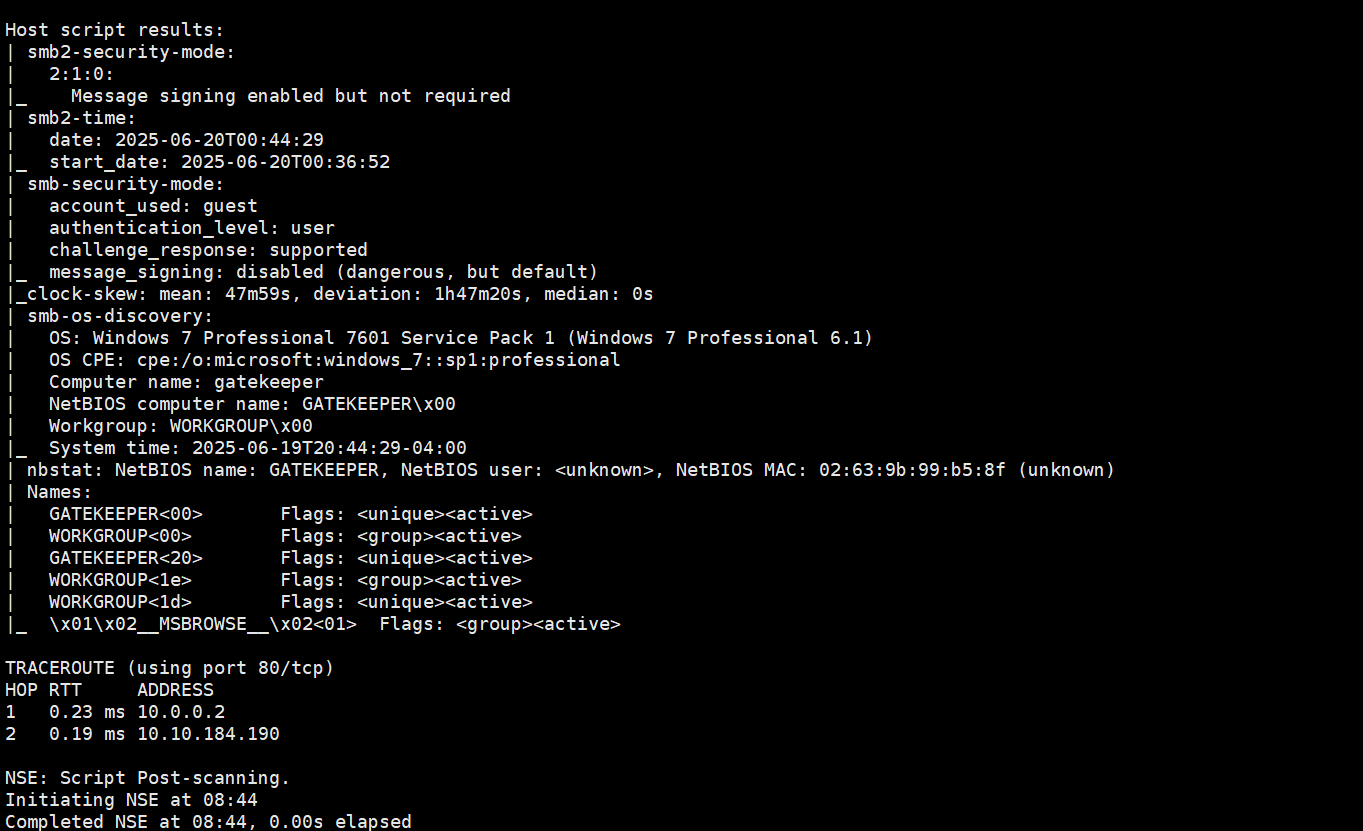 Host script results:
| smb2-security-mode:
|   2:1:0:
|_    Message signing enabled but not required
| smb2-time:
|   date: 2025-06-20T00:44:29
|_  start_date: 2025-06-20T00:36:52
| smb-security-mode:
|   account_used: guest
|   authentication_level: user
|   challenge_response: supported
|_  message_signing: disabled (dangerous, but default)
|_clock-skew: mean: 47m59s, deviation: 1h47m20s, median: 0s
| smb-os-discovery:
|   OS: Windows 7 Professional 7601 Service Pack 1 (Windows 7 Professional 6.1)
|   OS CPE: cpe:/o:microsoft:windows_7::sp1:professional
|   Computer name: gatekeeper
|   NetBIOS computer name: GATEKEEPER\x00
|   Workgroup: WORKGROUP\x00
|_  System time: 2025-06-19T20:44:29-04:00
| nbstat: NetBIOS name: GATEKEEPER, NetBIOS user: <unknown>, NetBIOS MAC: 02:63:9b:99:b5:8f (unknown)
| Names:
|   GATEKEEPER<00>       Flags: <unique><active>
|   WORKGROUP<00>        Flags: <group><active>
|   GATEKEEPER<20>       Flags: <unique><active>
|   WORKGROUP<1e>        Flags: <group><active>
|   WORKGROUP<1d>        Flags: <unique><active>
|_  \x01\x02__MSBROWSE__\x02<01>  Flags: <group><active>

TRACEROUTE (using port 80/tcp)
HOP RTT     ADDRESS
1   0.23 ms 10.0.0.2
2   0.19 ms 10.10.184.190

NSE: Script Post-scanning.
Initiating NSE at 08:44
Completed NSE at 08:44, 0.00s elapsed